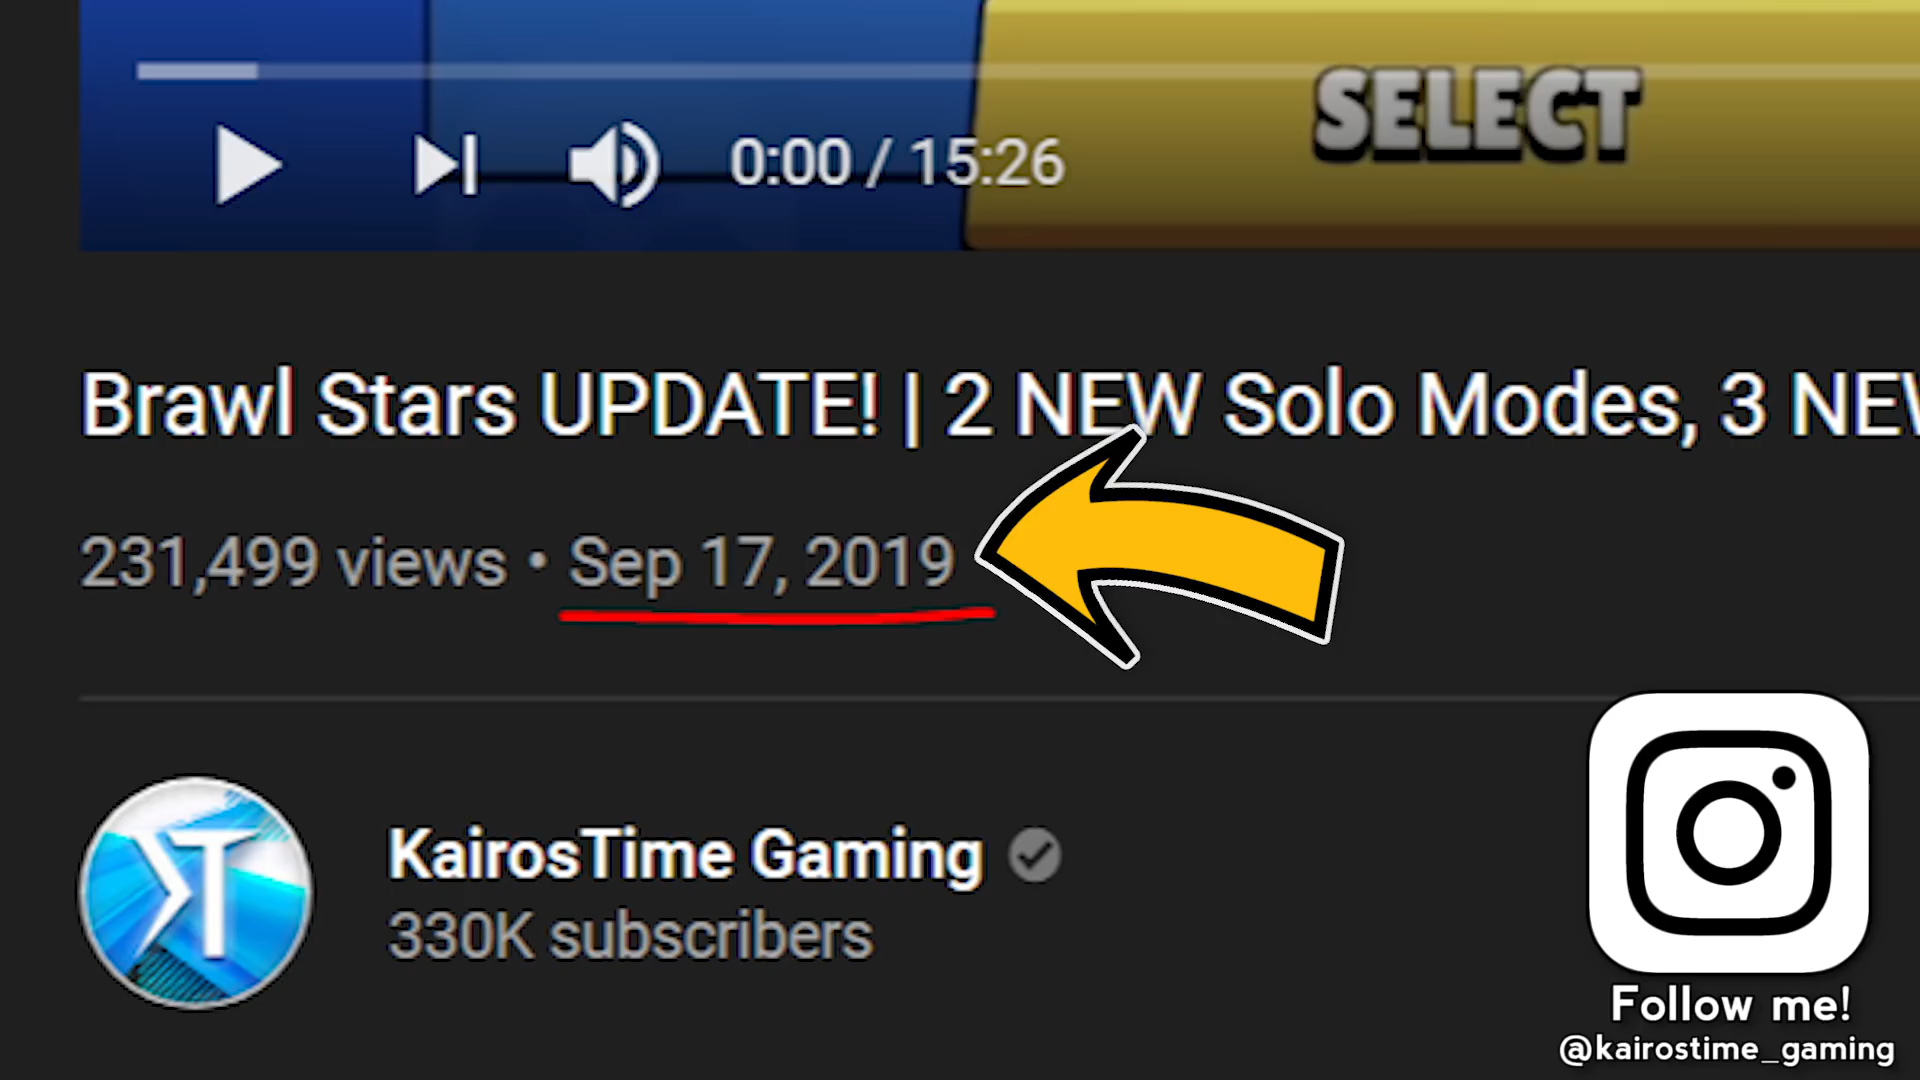 SELECT
0:00 / 15:26
Brawl Stars UPDATE! | 2 NEW Solo Modes, 3 NEW
231,499 views • Sep 17, 2019
KairosTime Gaming
330K subscribers
Follow me!
@kairostime_gaming